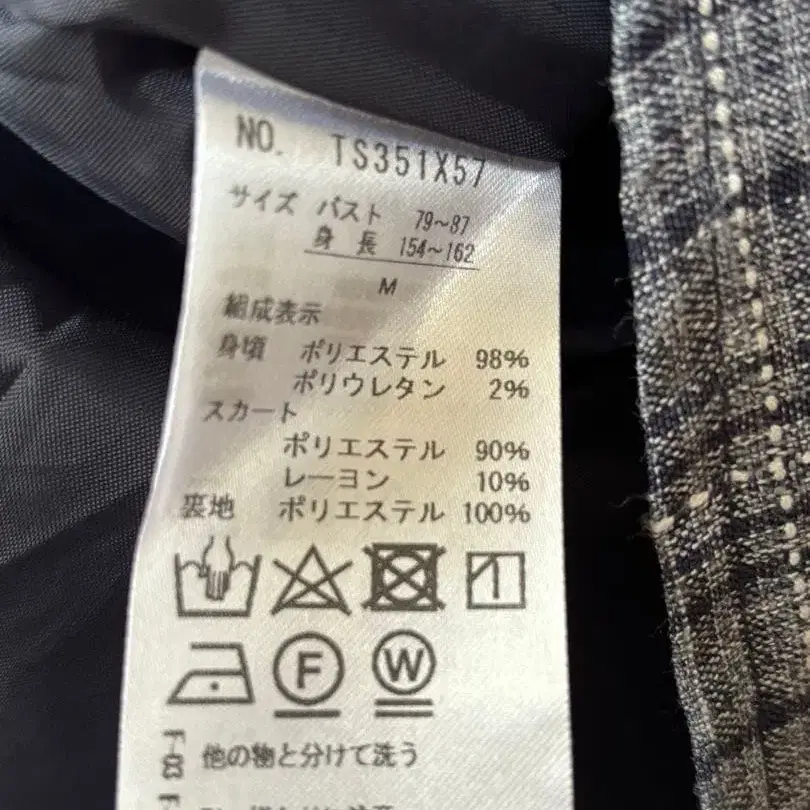 NO. TS351X57
サイズ バスト 79~87
身 長 154~162
M
組成表示
身頃 ポリエステル 98%
ポリウレタン 2%
スカート
ポリエステル 90%
レーヨン 10%
裏地 ポリエステル 100%
F W
F-03
他の物と分けて洗う